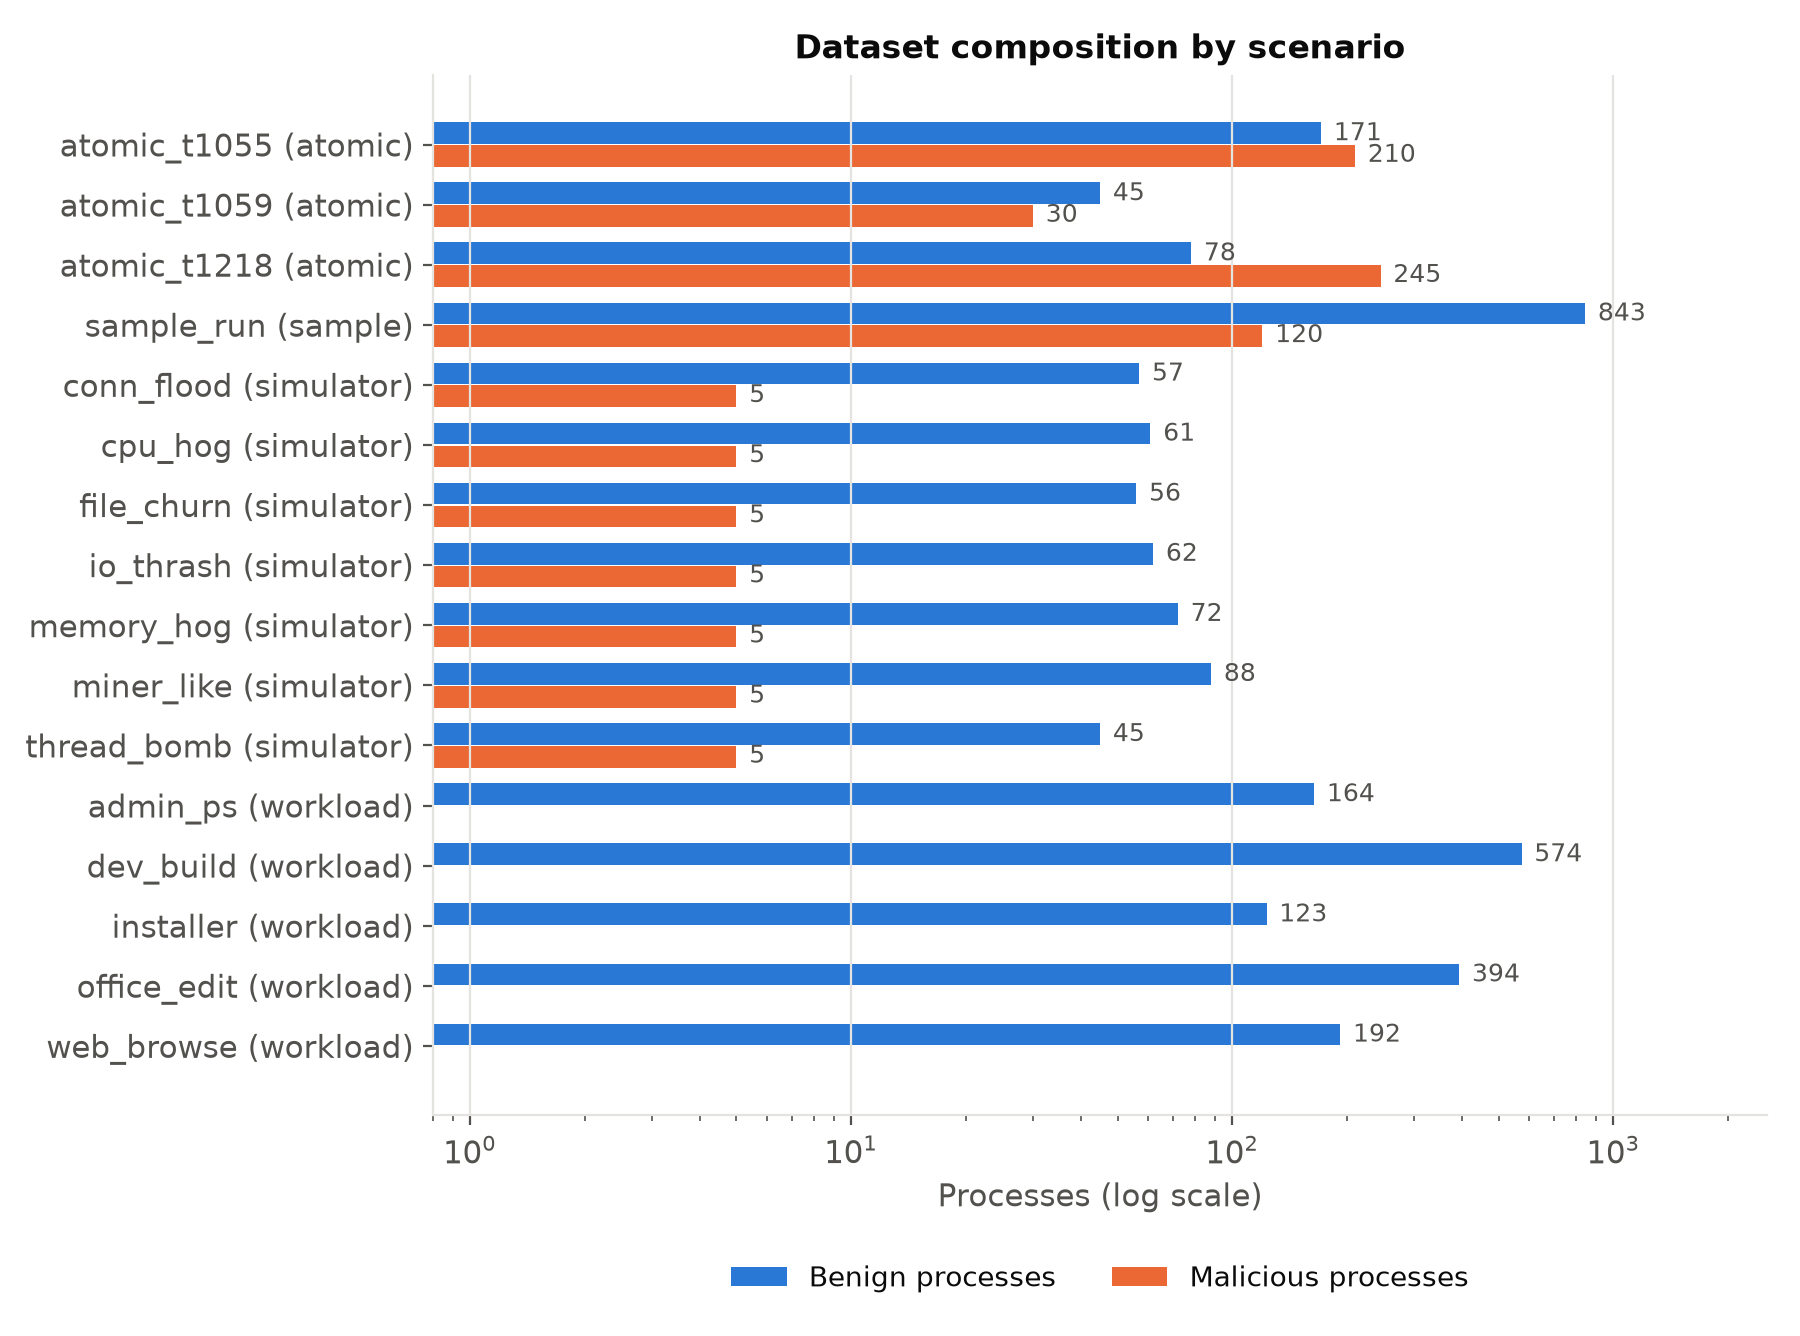 Dataset composition by scenario
atomic_t1055 (atomic)
171
210
atomic_t1059 (atomic)
45
30
atomic_t1218 (atomic)
78
245
sample_run (sample)
843
120
conn_flood (simulator)
57
5
cpu_hog (simulator)
61
5
file_churn (simulator)
56
5
io_thrash (simulator)
62
5
memory_hog (simulator)
72
5
miner_like (simulator)
88
5
thread_bomb (simulator)
45
5
admin_ps (workload)
164
dev_build (workload)
574
installer (workload)
123
office_edit (workload)
394
web_browse (workload)
192
10⁰ 10¹ 10² 10³
Processes (log scale)
Benign processes Malicious processes